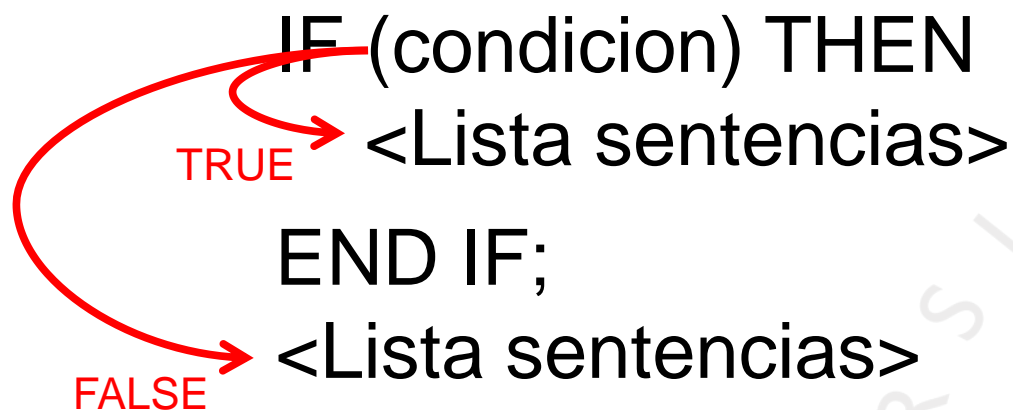 IF (condicion) THEN
<Lista sentencias>
TRUE
END IF;
<Lista sentencias>
FALSE